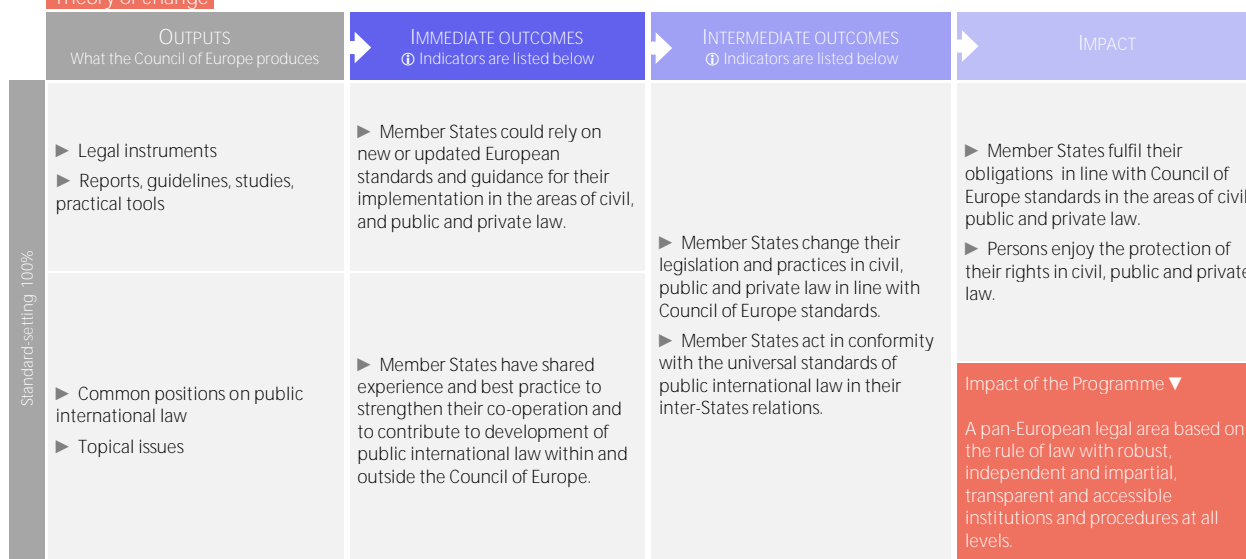 Theory of change
OUTPUTS
What the Council of Europe produces
IMMEDIATE OUTCOMES
🛈 Indicators are listed below
INTERMEDIATE OUTCOMES
🛈 Indicators are listed below
IMPACT
Standard-setting 100%
► Legal instruments
► Reports, guidelines, studies,
practical tools
► Member States could rely on
new or updated European
standards and guidance for their
implementation in the areas of civil,
and public and private law.
► Common positions on public
international law
► Topical issues
► Member States have shared
experience and best practice to
strengthen their co-operation and
to contribute to development of
public international law within and
outside the Council of Europe.
► Member States change their
legislation and practices in civil,
public and private law in line with
Council of Europe standards.
► Member States act in conformity
with the universal standards of
public international law in their
inter-States relations.
► Member States fulfil their
obligations in line with Council of
Europe standards in the areas of civil
public and private law.
► Persons enjoy the protection of
their rights in civil, public and private
law.
Impact of the Programme ▼
A pan-European legal area based on
the rule of law with robust,
independent and impartial,
transparent and accessible
institutions and procedures at all
levels.